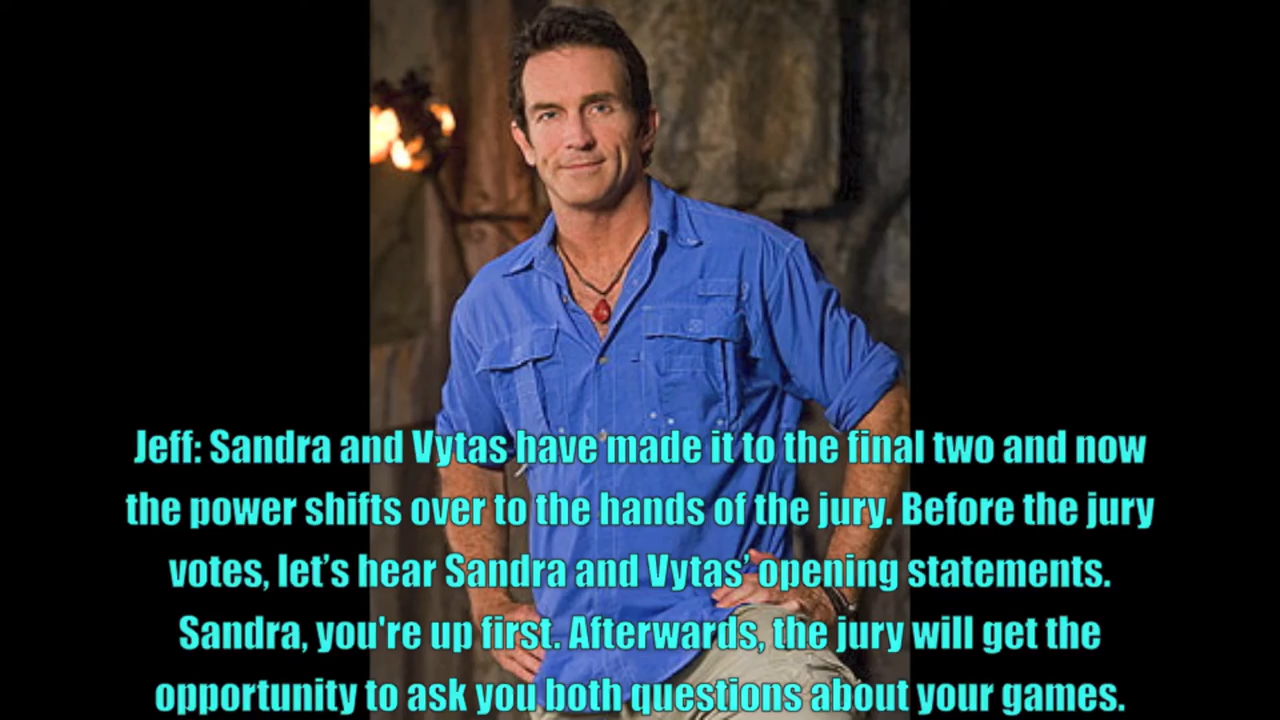 Jeff: Sandra and Vytas have made it to the final two and now
the power shifts over to the hands of the jury. Before the jury
votes, let’s hear Sandra and Vytas’ opening statements.
Sandra, you're up first. Afterwards, the jury will get the
opportunity to ask you both questions about your games.